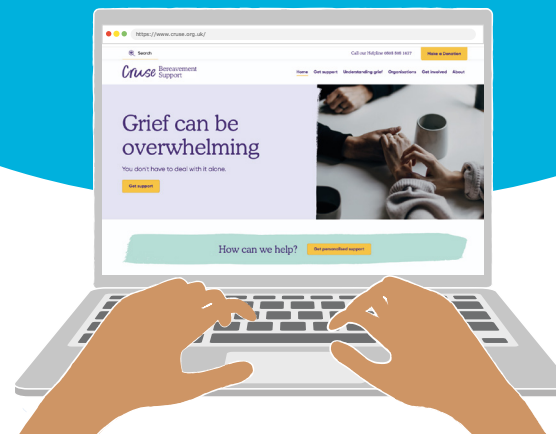 https://www.cruse.org.uk/
Search
Call our Helpline 0808 808 1677
Make a Donation
Cruse Bereavement
Support
Home Get support Understanding grief Organisations Get involved About
Grief can be
overwhelming
You don't have to deal with it alone.
Get support
How can we help?
Get personalised support